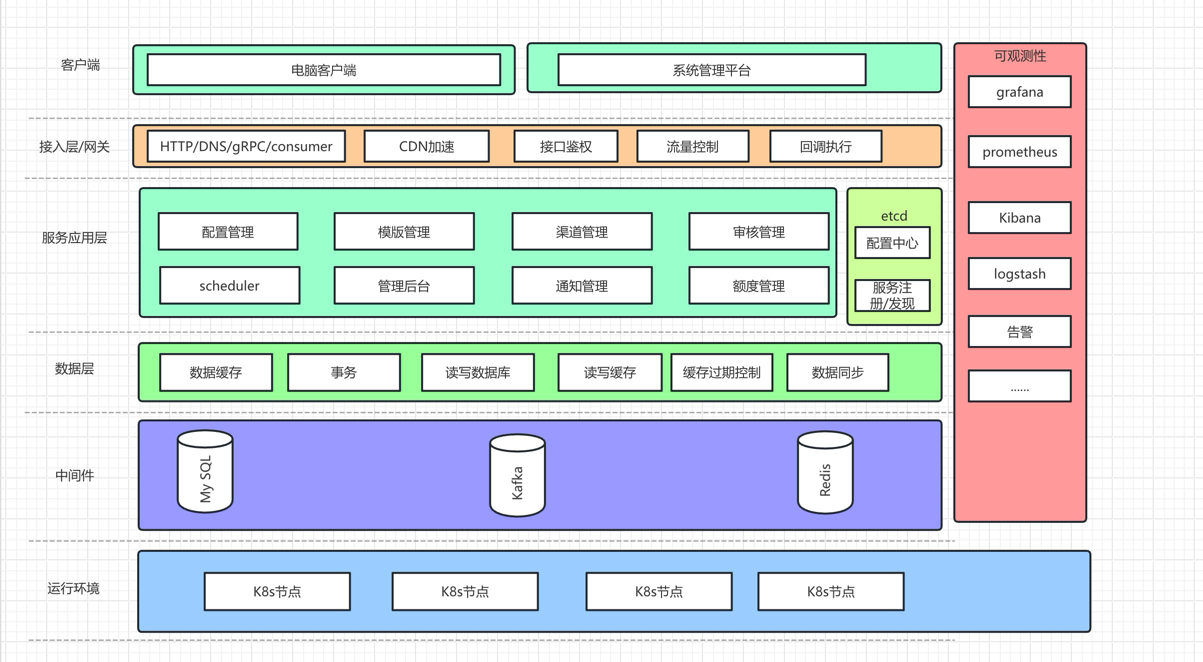 客户端
电脑客户端
系统管理平台
接入层/网关
HTTP/DNS/gRPC/consumer
CDN加速
接口鉴权
流量控制
回调执行
服务应用层
配置管理
模版管理
渠道管理
审核管理
scheduler
管理后台
通知管理
额度管理
etcd
配置中心
服务注
册/发现
数据层
数据缓存
事务
读写数据库
读写缓存
缓存过期控制
数据同步
中间件
My SQL
Kafka
Redis
运行环境
K8s节点
K8s节点
K8s节点
K8s节点
可观测性
grafana
prometheus
Kibana
logstash
告警
......